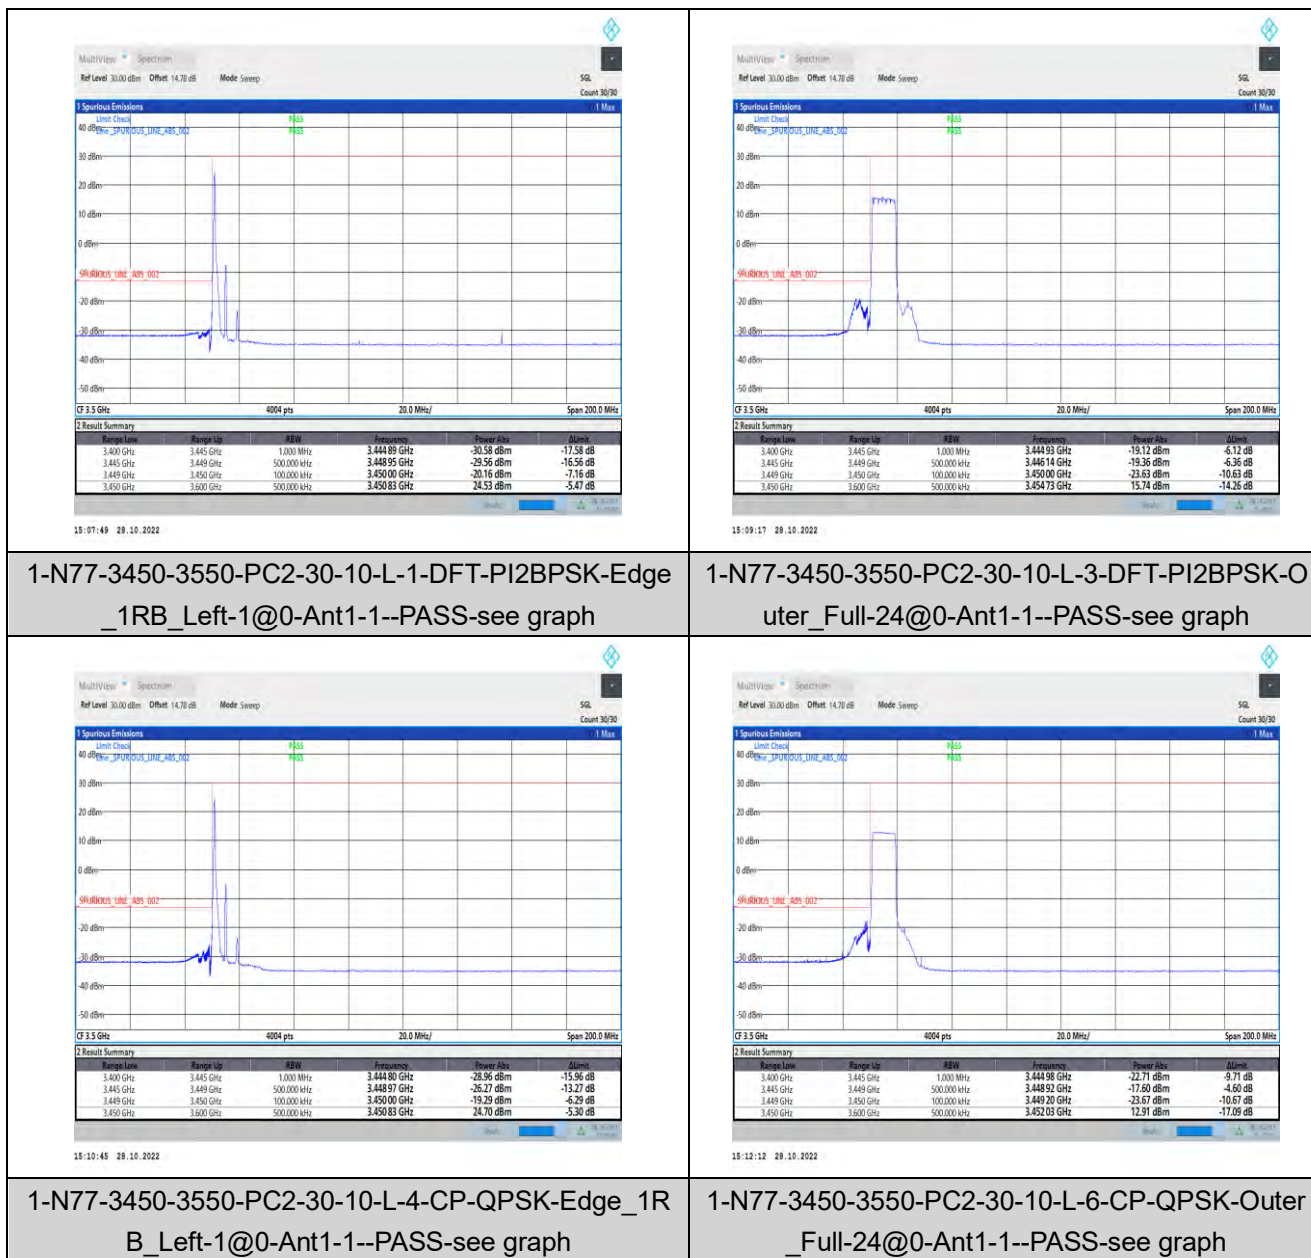 MultiView Spectrum
Ref Level 30.00 dBm Offset 14.70 dB Mode Sweep SGL
Count 30/30
1 Spurious Emissions 1 Max
Limit Check PASS
Line _SPURIOUS_LINE_ABS_002 PASS
40 dBm
30 dBm
20 dBm
10 dBm
0 dBm
SPURIOUS_LINE_ABS_002
-20 dBm
-30 dBm
-40 dBm
-50 dBm
CF 3.5 GHz 4004 pts 20.0 MHz/ Span 200.0 MHz
2 Result Summary
Range Low Range Up RBW Frequency Power Abs ΔLimit
3.400 GHz 3.445 GHz 1.000 MHz 3.444 89 GHz -30.58 dBm -17.58 dB
3.445 GHz 3.449 GHz 500.000 kHz 3.448 95 GHz -29.56 dBm -16.56 dB
3.449 GHz 3.450 GHz 100.000 kHz 3.450 00 GHz -20.16 dBm -7.16 dB
3.450 GHz 3.600 GHz 500.000 kHz 3.450 83 GHz 24.53 dBm -5.47 dB
15:07:49 28.10.2022
1-N77-3450-3550-PC2-30-10-L-1-DFT-PI2BPSK-Edge
_1RB_Left-1@0-Ant1-1--PASS-see graph
MultiView Spectrum
Ref Level 30.00 dBm Offset 14.70 dB Mode Sweep SGL
Count 30/30
1 Spurious Emissions 1 Max
Limit Check PASS
Line _SPURIOUS_LINE_ABS_002 PASS
40 dBm
30 dBm
20 dBm
10 dBm
0 dBm
SPURIOUS_LINE_ABS_002
-20 dBm
-30 dBm
-40 dBm
-50 dBm
CF 3.5 GHz 4004 pts 20.0 MHz/ Span 200.0 MHz
2 Result Summary
Range Low Range Up RBW Frequency Power Abs ΔLimit
3.400 GHz 3.445 GHz 1.000 MHz 3.444 93 GHz -19.12 dBm -6.12 dB
3.445 GHz 3.449 GHz 500.000 kHz 3.446 14 GHz -19.36 dBm -6.36 dB
3.449 GHz 3.450 GHz 100.000 kHz 3.450 00 GHz -23.63 dBm -10.63 dB
3.450 GHz 3.600 GHz 500.000 kHz 3.454 73 GHz 15.74 dBm -14.26 dB
15:09:17 28.10.2022
1-N77-3450-3550-PC2-30-10-L-3-DFT-PI2BPSK-O
uter_Full-24@0-Ant1-1--PASS-see graph
MultiView Spectrum
Ref Level 30.00 dBm Offset 14.70 dB Mode Sweep SGL
Count 30/30
1 Spurious Emissions 1 Max
Limit Check PASS
Line _SPURIOUS_LINE_ABS_002 PASS
40 dBm
30 dBm
20 dBm
10 dBm
0 dBm
SPURIOUS_LINE_ABS_002
-20 dBm
-30 dBm
-40 dBm
-50 dBm
CF 3.5 GHz 4004 pts 20.0 MHz/ Span 200.0 MHz
2 Result Summary
Range Low Range Up RBW Frequency Power Abs ΔLimit
3.400 GHz 3.445 GHz 1.000 MHz 3.444 80 GHz -28.96 dBm -15.96 dB
3.445 GHz 3.449 GHz 500.000 kHz 3.448 97 GHz -26.27 dBm -13.27 dB
3.449 GHz 3.450 GHz 100.000 kHz 3.450 00 GHz -19.29 dBm -6.29 dB
3.450 GHz 3.600 GHz 500.000 kHz 3.450 83 GHz 24.70 dBm -5.30 dB
15:10:45 28.10.2022
1-N77-3450-3550-PC2-30-10-L-4-CP-QPSK-Edge_1R
B_Left-1@0-Ant1-1--PASS-see graph
MultiView Spectrum
Ref Level 30.00 dBm Offset 14.70 dB Mode Sweep SGL
Count 30/30
1 Spurious Emissions 1 Max
Limit Check PASS
Line _SPURIOUS_LINE_ABS_002 PASS
40 dBm
30 dBm
20 dBm
10 dBm
0 dBm
SPURIOUS_LINE_ABS_002
-20 dBm
-30 dBm
-40 dBm
-50 dBm
CF 3.5 GHz 4004 pts 20.0 MHz/ Span 200.0 MHz
2 Result Summary
Range Low Range Up RBW Frequency Power Abs ΔLimit
3.400 GHz 3.445 GHz 1.000 MHz 3.444 98 GHz -22.71 dBm -9.71 dB
3.445 GHz 3.449 GHz 500.000 kHz 3.448 92 GHz -17.60 dBm -4.60 dB
3.449 GHz 3.450 GHz 100.000 kHz 3.449 20 GHz -23.67 dBm -10.67 dB
3.450 GHz 3.600 GHz 500.000 kHz 3.452 03 GHz 12.91 dBm -17.09 dB
15:12:12 28.10.2022
1-N77-3450-3550-PC2-30-10-L-6-CP-QPSK-Outer
_Full-24@0-Ant1-1--PASS-see graph